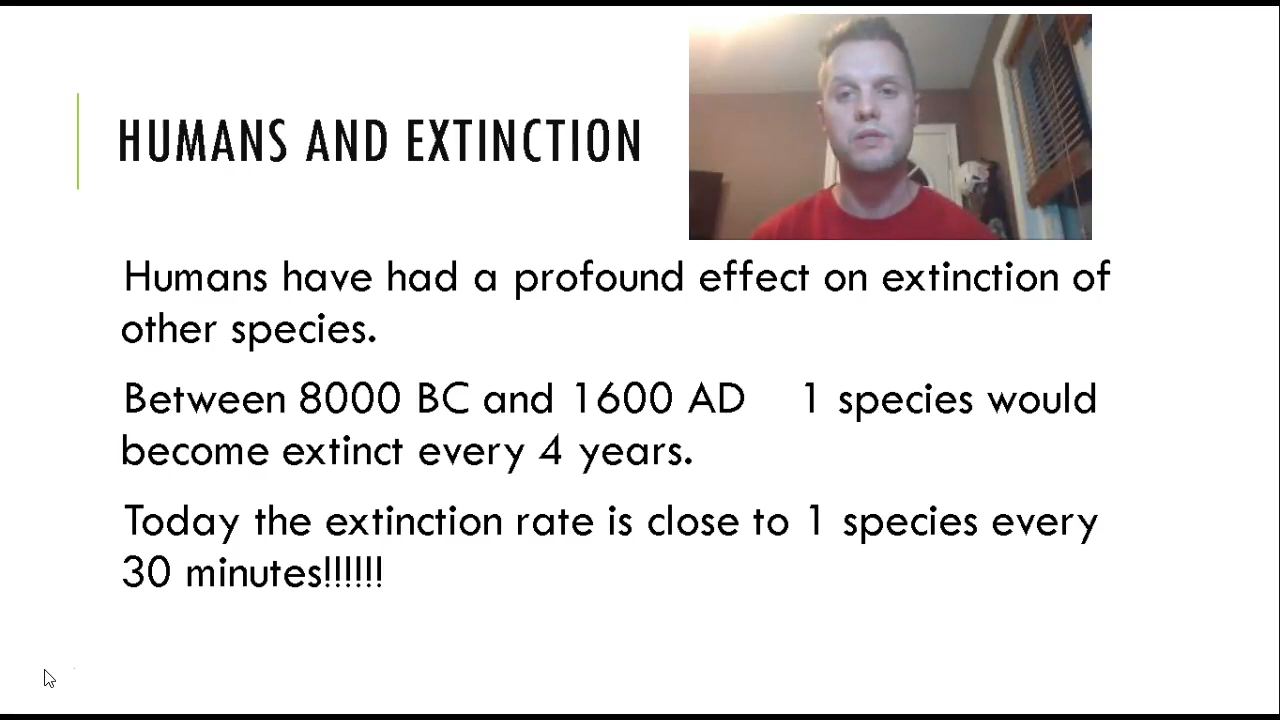 HUMANS AND EXTINCTION
Humans have had a profound effect on extinction of
other species.
Between 8000 BC and 1600 AD    1 species would
become extinct every 4 years.
Today the extinction rate is close to 1 species every
30 minutes!!!!!!